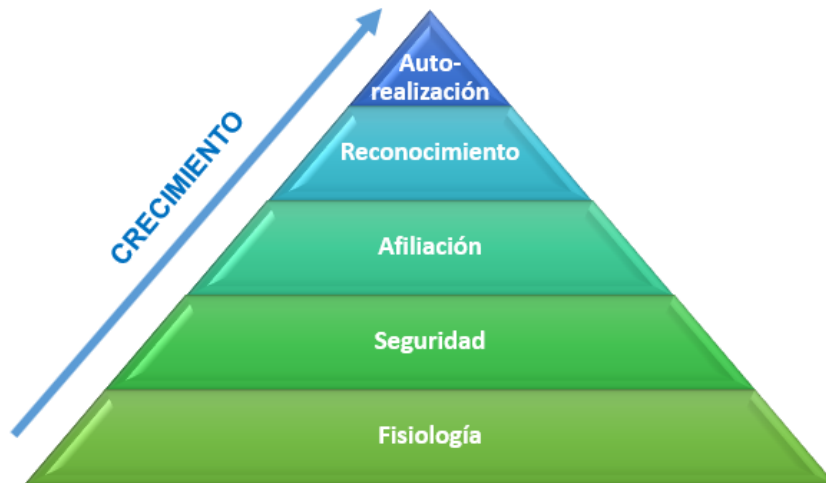 Auto-
realización
CRECIMIENTO
Reconocimiento
Afiliación
Seguridad
Fisiología